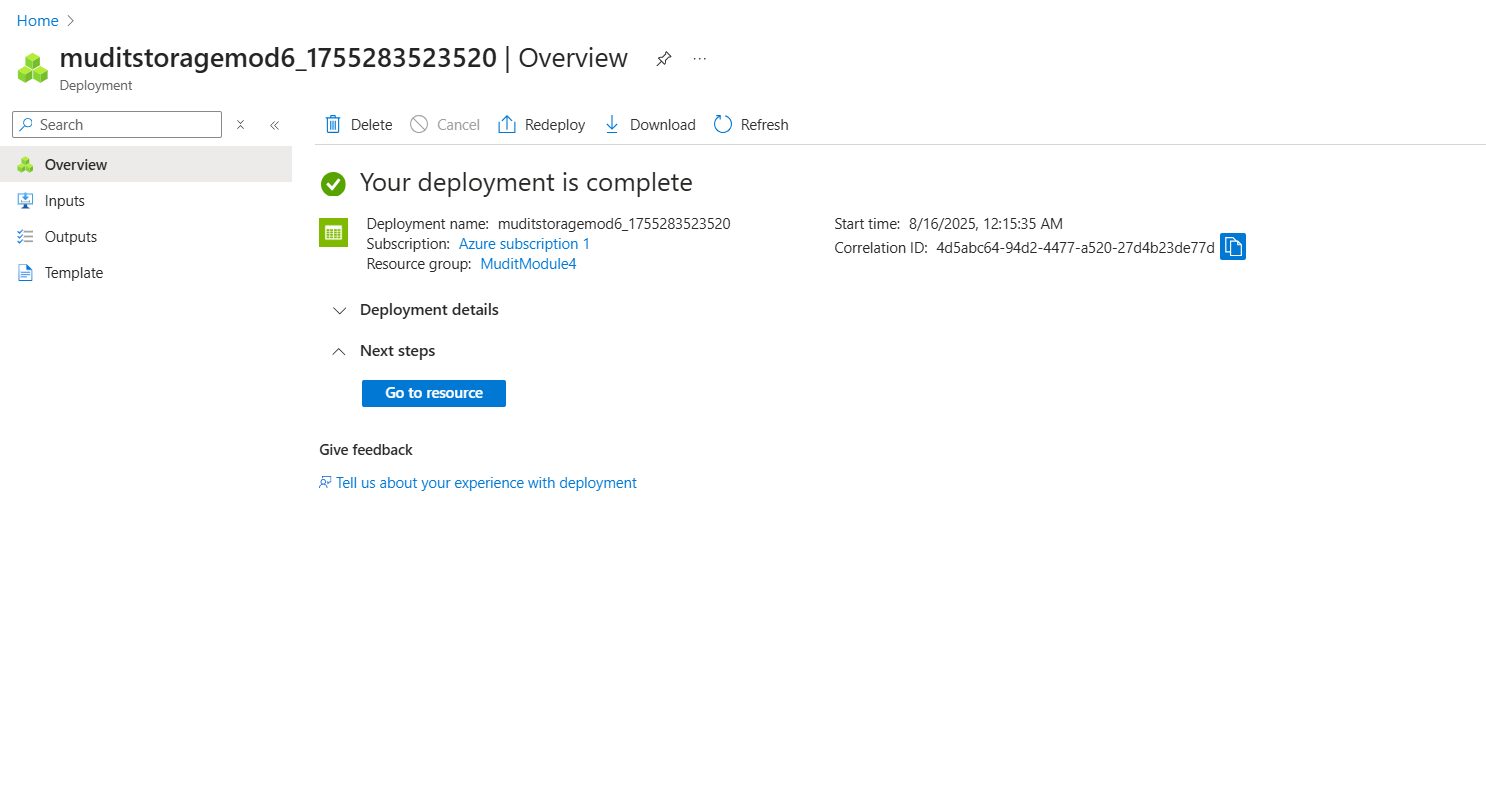 Home
muditstoragemod6_1755283523520 | Overview
Deployment
Search
Overview
Inputs
Outputs
Template
Delete Cancel Redeploy Download Refresh
Your deployment is complete
Deployment name: muditstoragemod6_1755283523520
Subscription: Azure subscription 1
Resource group: MuditModule4
Start time: 8/16/2025, 12:15:35 AM
Correlation ID: 4d5abc64-94d2-4477-a520-27d4b23de77d
Deployment details
Next steps
Go to resource
Give feedback
Tell us about your experience with deployment